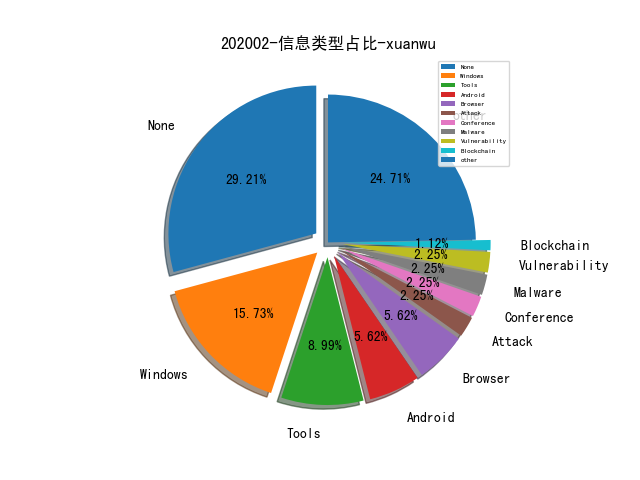 202002-信息类型占比-xuanwu
None
Windows
Tools
Android
Browser
Attack
Conference
Malware
Vulnerability
Blockchain
other
None
29.21%
24.71%
1.12%
Blockchain
2.25%
Vulnerability
2.25%
Malware
2.25%
Conference
2.25%
Attack
15.73%
5.62%
5.62%
8.99%
Windows
Browser
Android
Tools